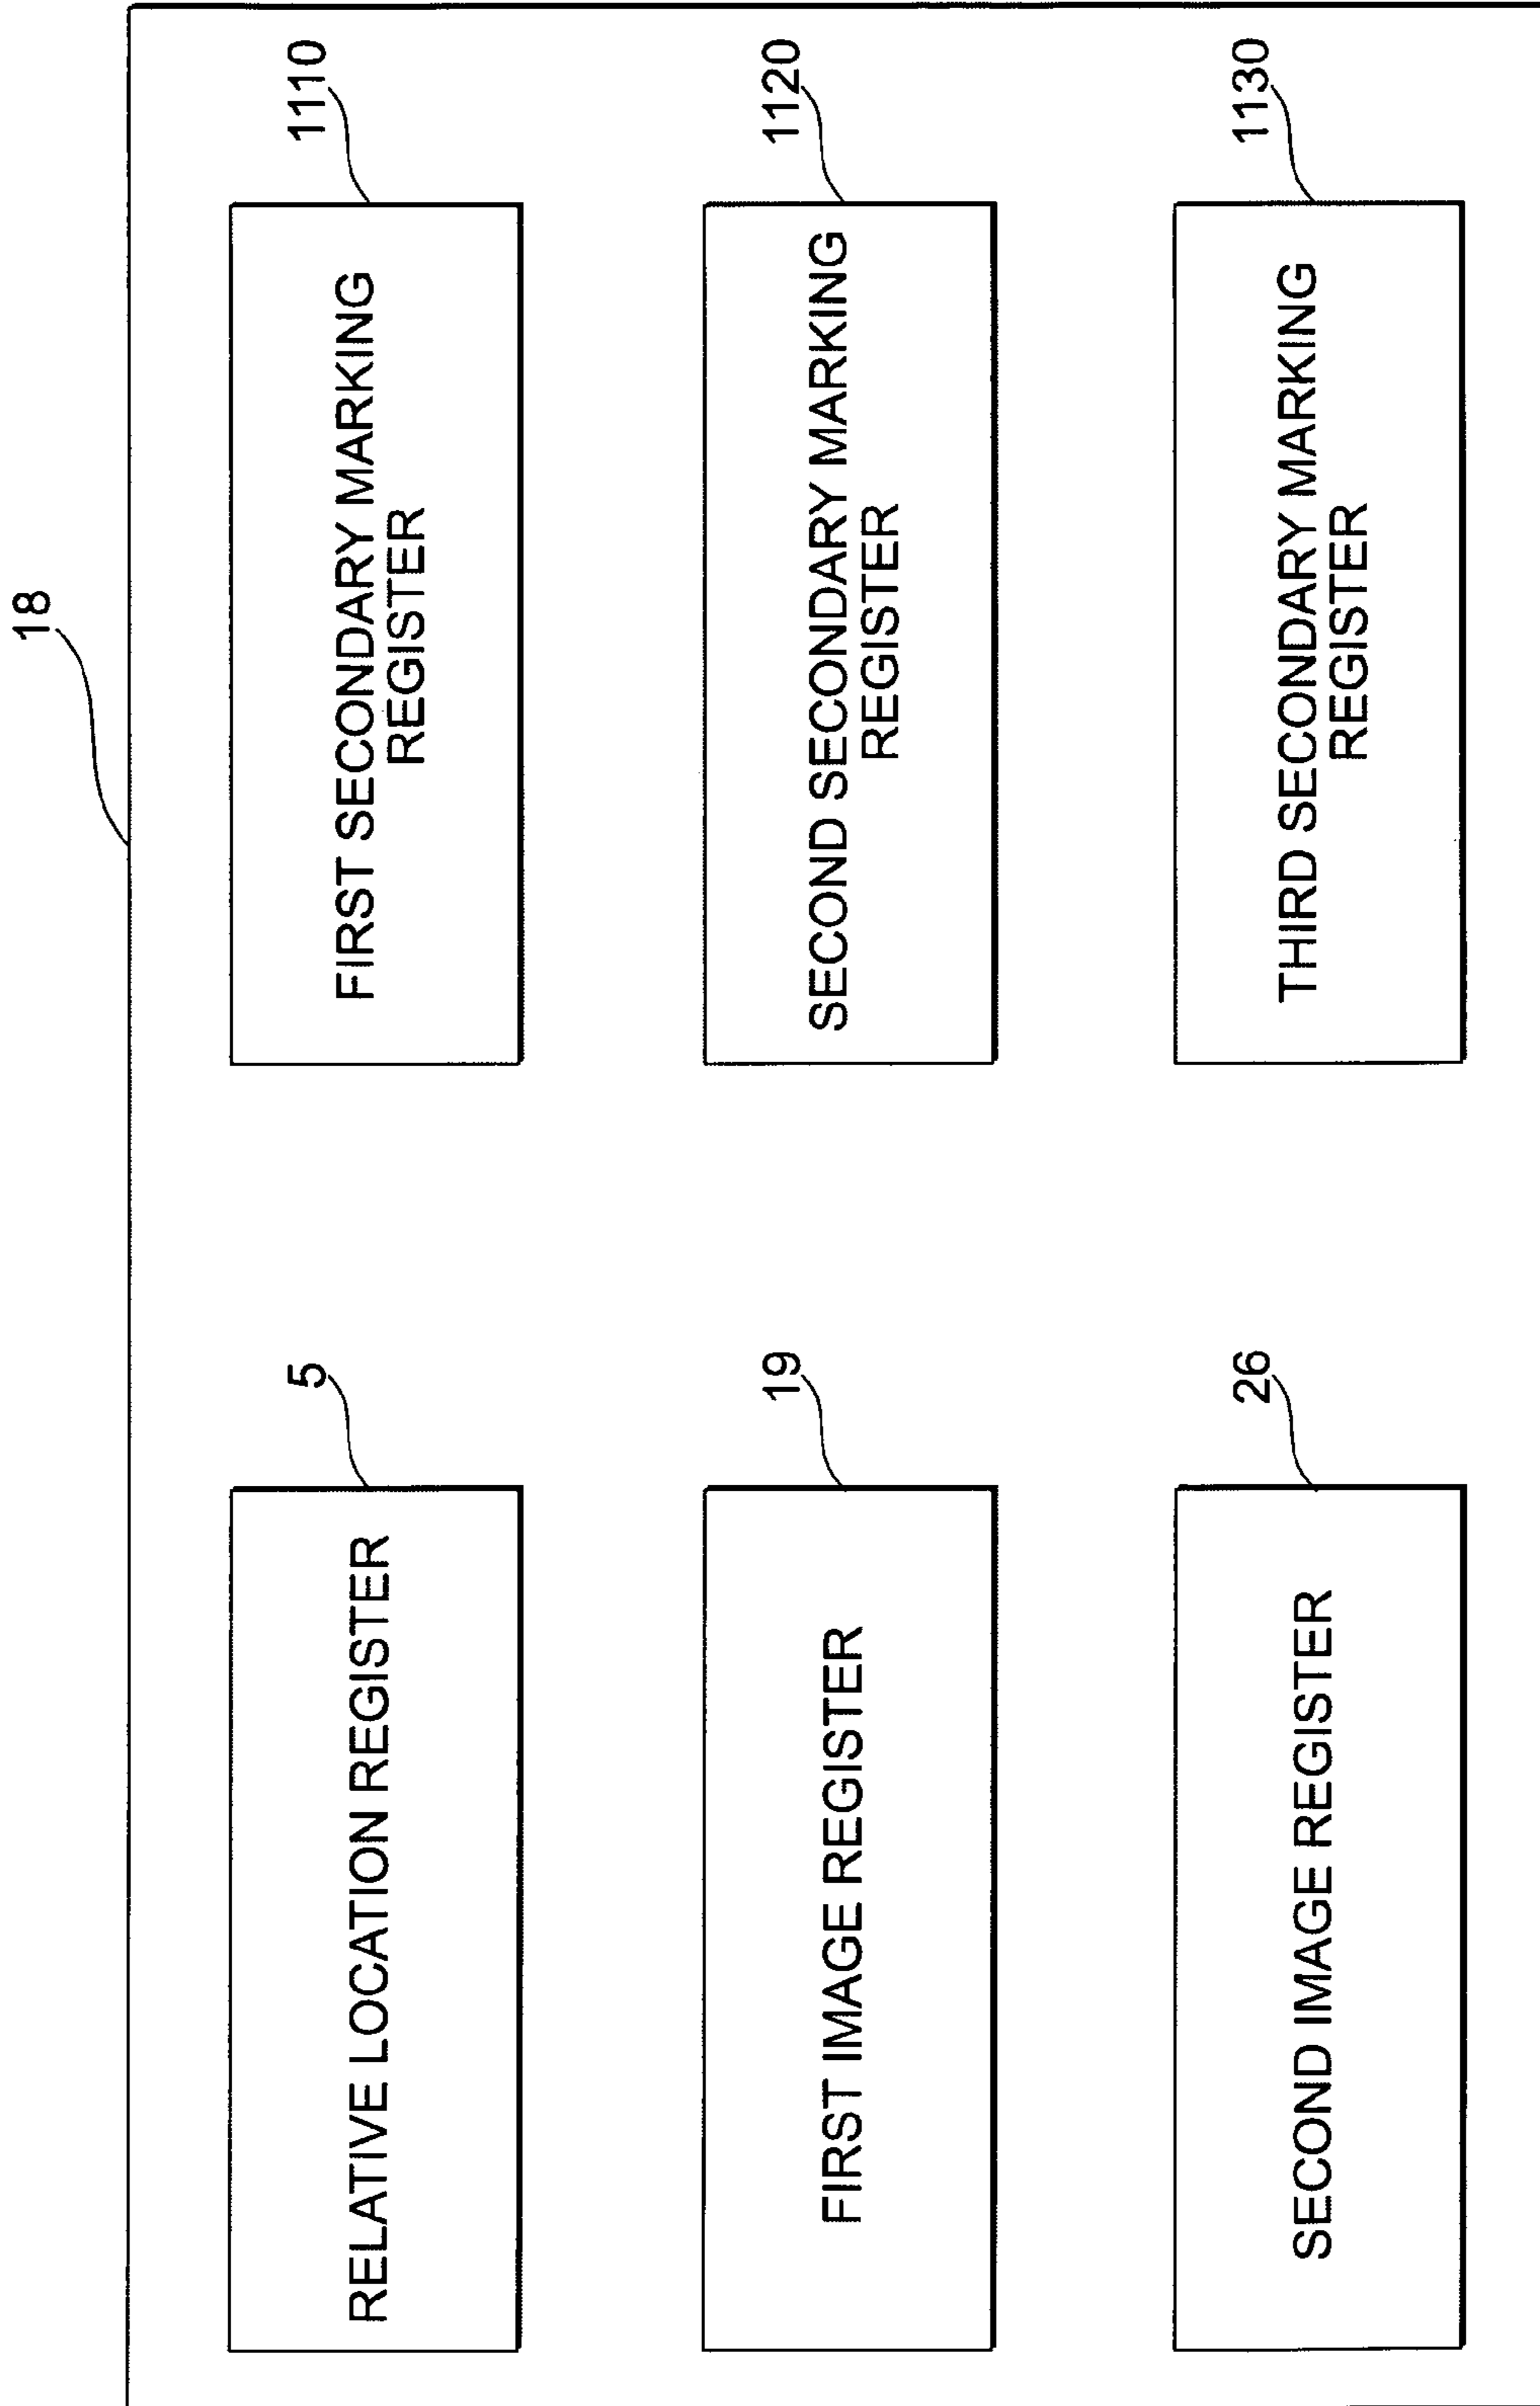 18
5
RELATIVE LOCATION REGISTER
1110
FIRST SECONDARY MARKING
REGISTER
19
FIRST IMAGE REGISTER
1120
SECOND SECONDARY MARKING
REGISTER
26
SECOND IMAGE REGISTER
1130
THIRD SECONDARY MARKING
REGISTER